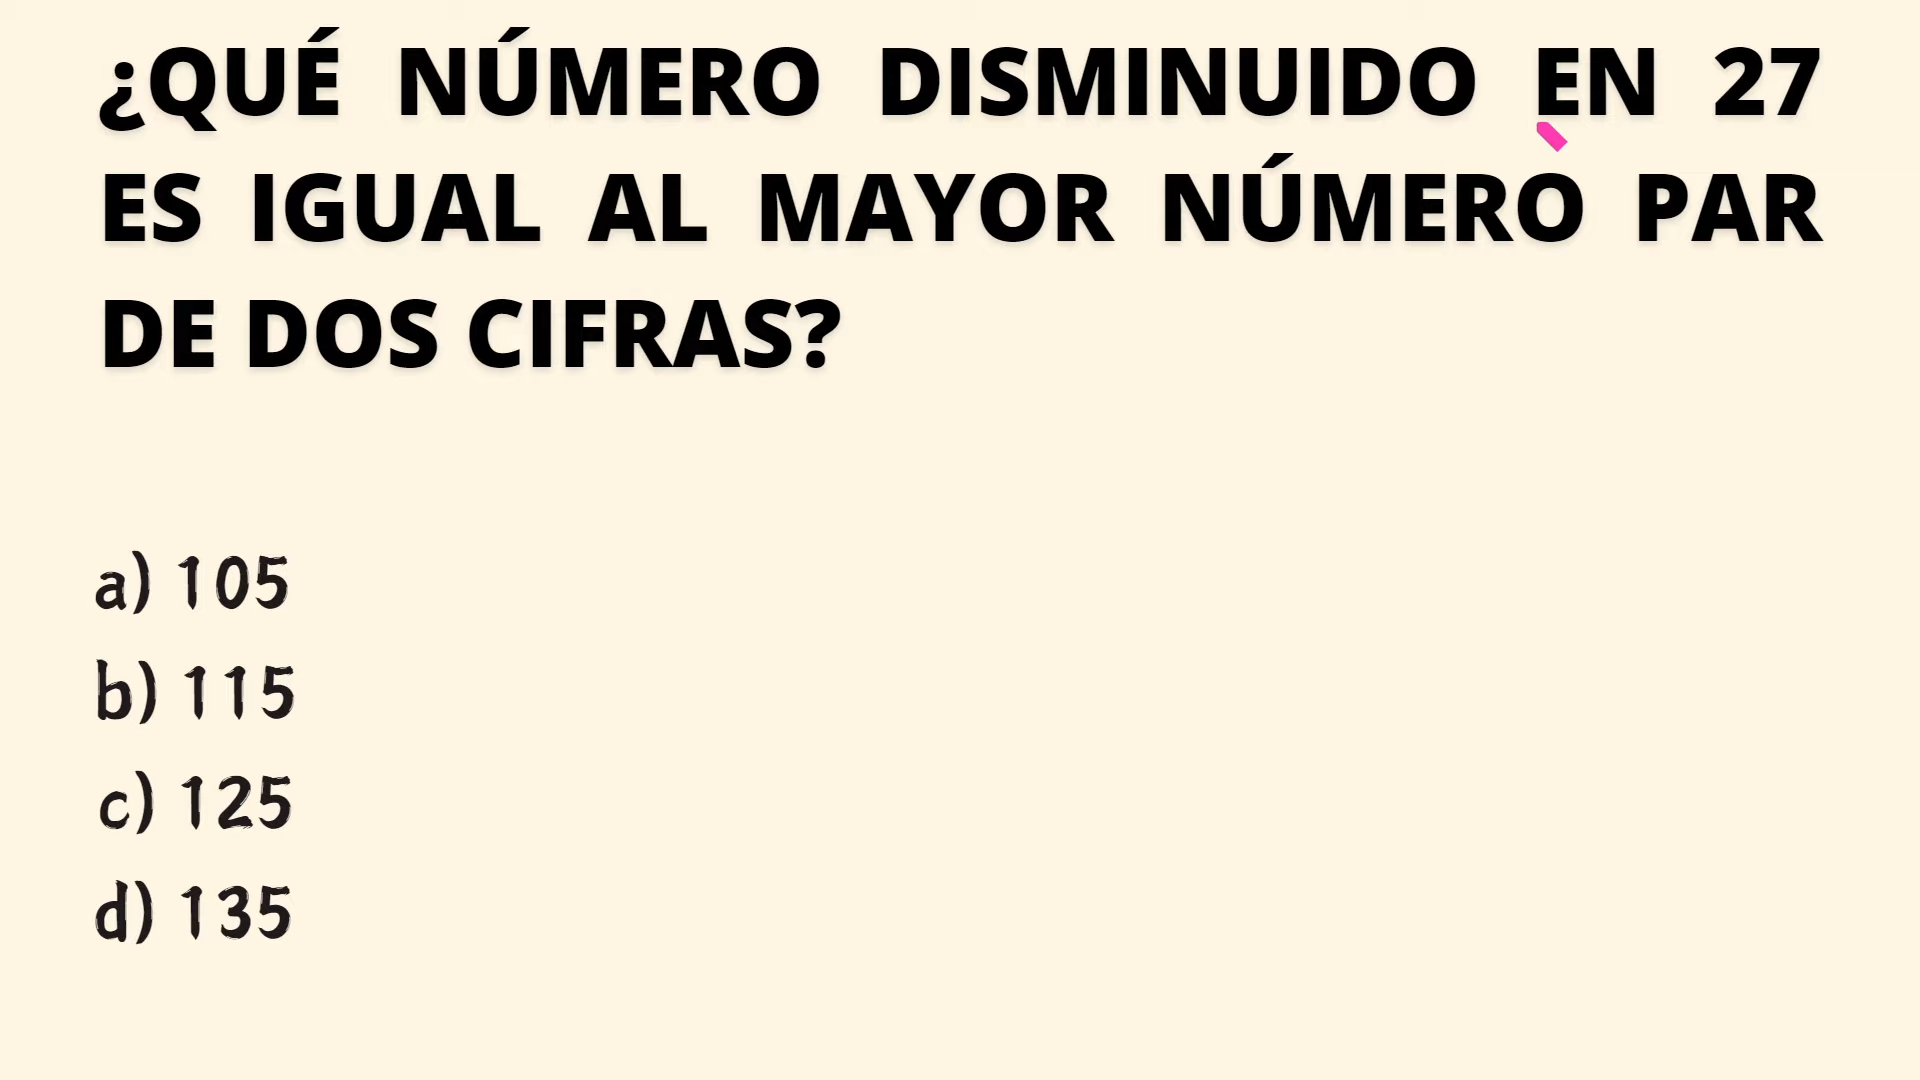 ¿QUÉ NÚMERO DISMINUIDO EN 27
ES IGUAL AL MAYOR NÚMERO PAR
DE DOS CIFRAS?
a) 105
b) 115
c) 125
d) 135